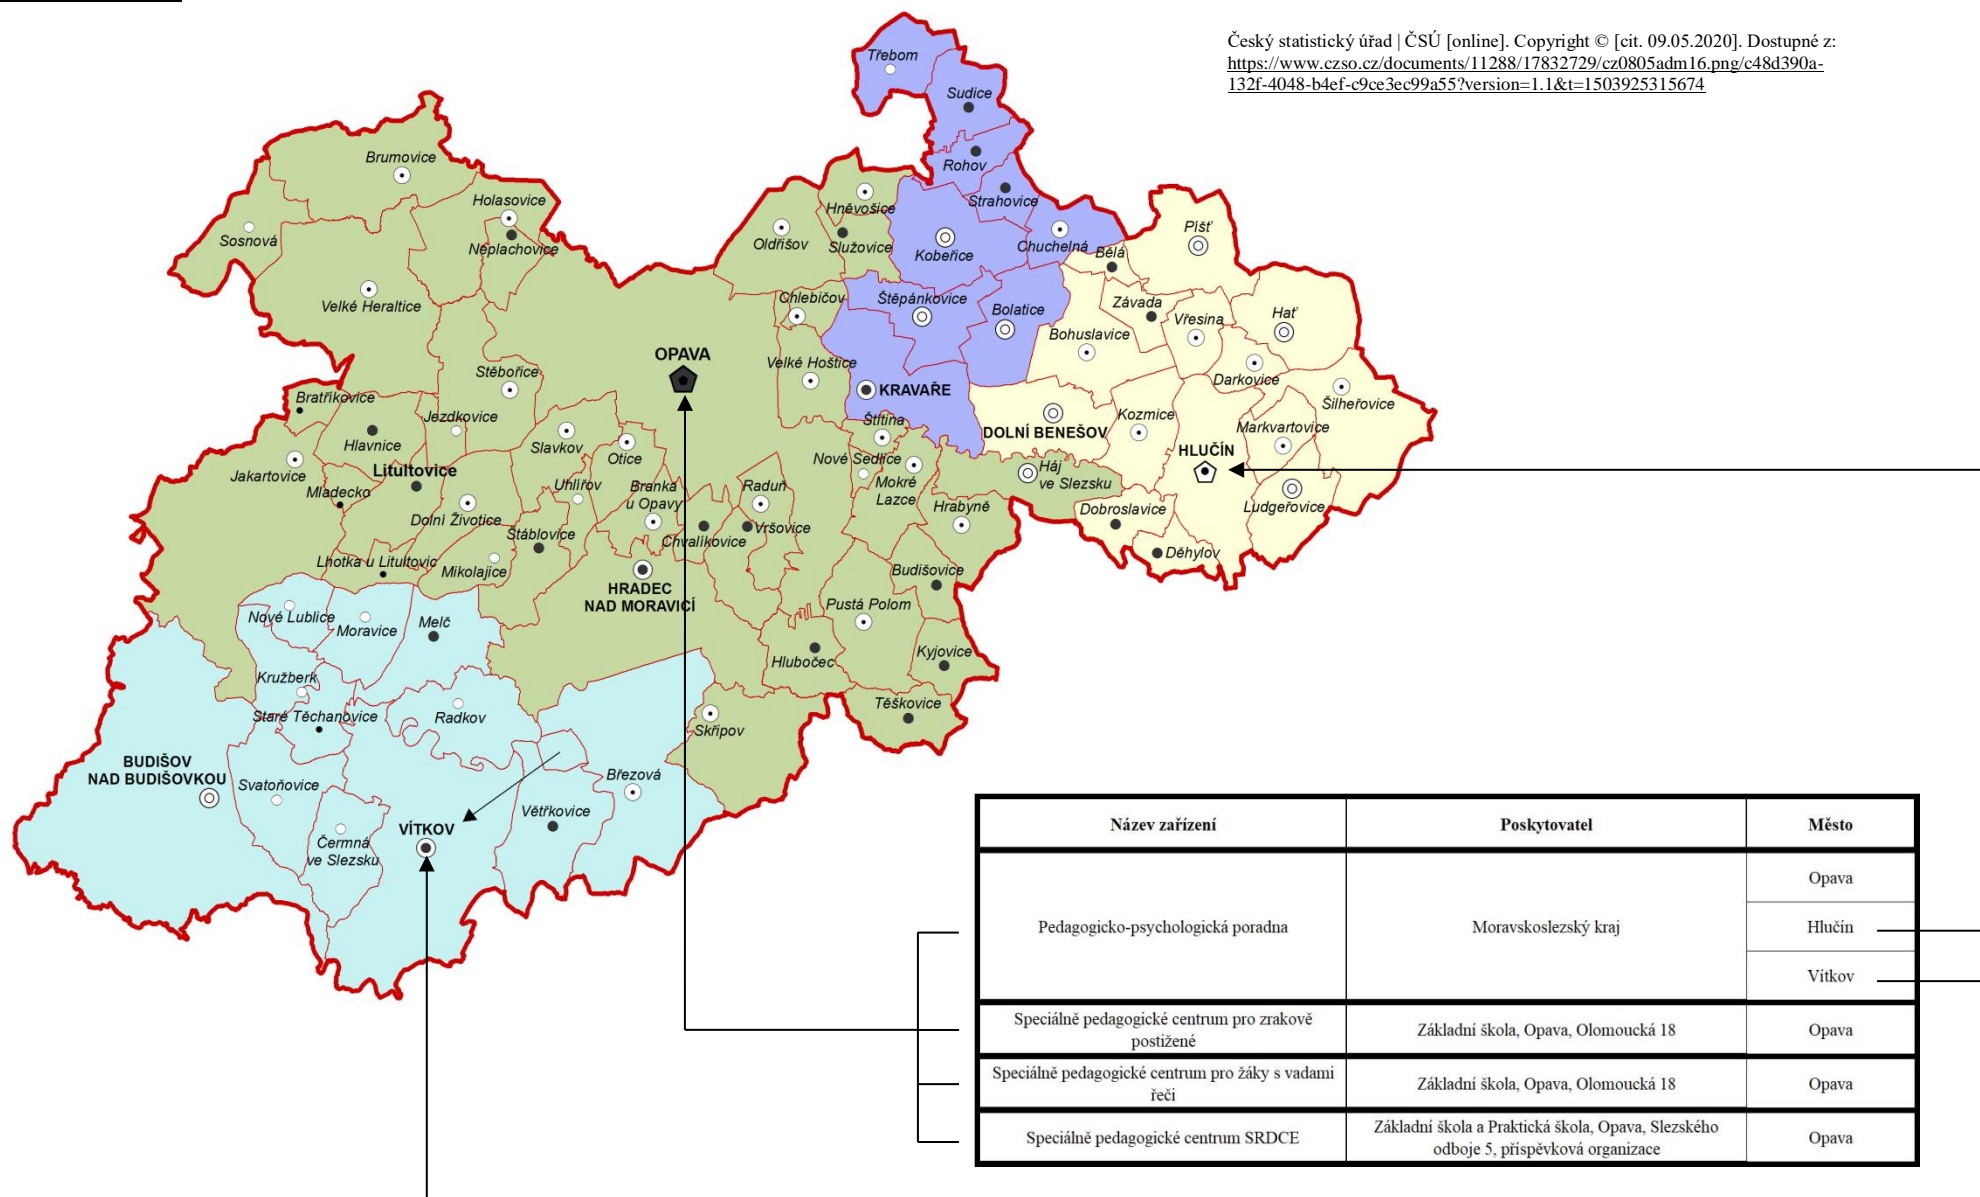 Český statistický úřad | ČSÚ [online]. Copyright © [cit. 09.05.2020]. Dostupné z:
https://www.czso.cz/documents/11288/17832729/cz0805adm16.png/c48d390a-
132f-4048-b4ef-c9ce3ec99a55?version=1.1&t=1503925315674
Třebom
Sudice
Rohov
Strahovice
Chuchelná
Kobeřice
Štěpánkovice
Bolatice
KRAVAŘE
Brumovice
Holasovice
Neplachovice
Sosnová
Velké Heraltice
Hněvošice
Oldřišov
Služovice
Chlebičov
Velké Hoštice
OPAVA
Stěbořice
Bratříkovice
Jezdkovice
Hlavnice
Slavkov
Otice
Jakartovice
Litultovice
Mladecko
Dolní Životice
Uhlířov
Branka
u Opavy
Raduň
Štáblovice
Chvalíkovice
Vršovice
Lhotka u Litultovic
Mikolajice
HRADEC
NAD MORAVICÍ
Štítina
Nové Sedlice
Mokré
Lazce
Háj
ve Slezsku
Hrabyně
Budišovice
Pustá Polom
Hlubočec
Kyjovice
Těškovice
Skřipov
Píšť
Bělá
Závada
Vřesina
Hať
Bohuslavice
Darkovice
Šilheřovice
Kozmice
Markvartovice
DOLNÍ BENEŠOV
HLUČÍN
Ludgeřovice
Dobroslavice
Děhylov
Nové Lublice
Moravice
Melč
Kružberk
Staré Těchanovice
Radkov
BUDIŠOV
NAD BUDIŠOVKOU
Svatoňovice
Čermná
ve Slezsku
VÍTKOV
Větřkovice
Březová
Název zařízení
Poskytovatel
Město
Pedagogicko-psychologická poradna
Moravskoslezský kraj
Opava
Hlučín
Vítkov
Speciálně pedagogické centrum pro zrakově
postižené
Základní škola, Opava, Olomoucká 18
Opava
Speciálně pedagogické centrum pro žáky s vadami
řeči
Základní škola, Opava, Olomoucká 18
Opava
Speciálně pedagogické centrum SRDCE
Základní škola a Praktická škola, Opava, Slezského
odboje 5, příspěvková organizace
Opava